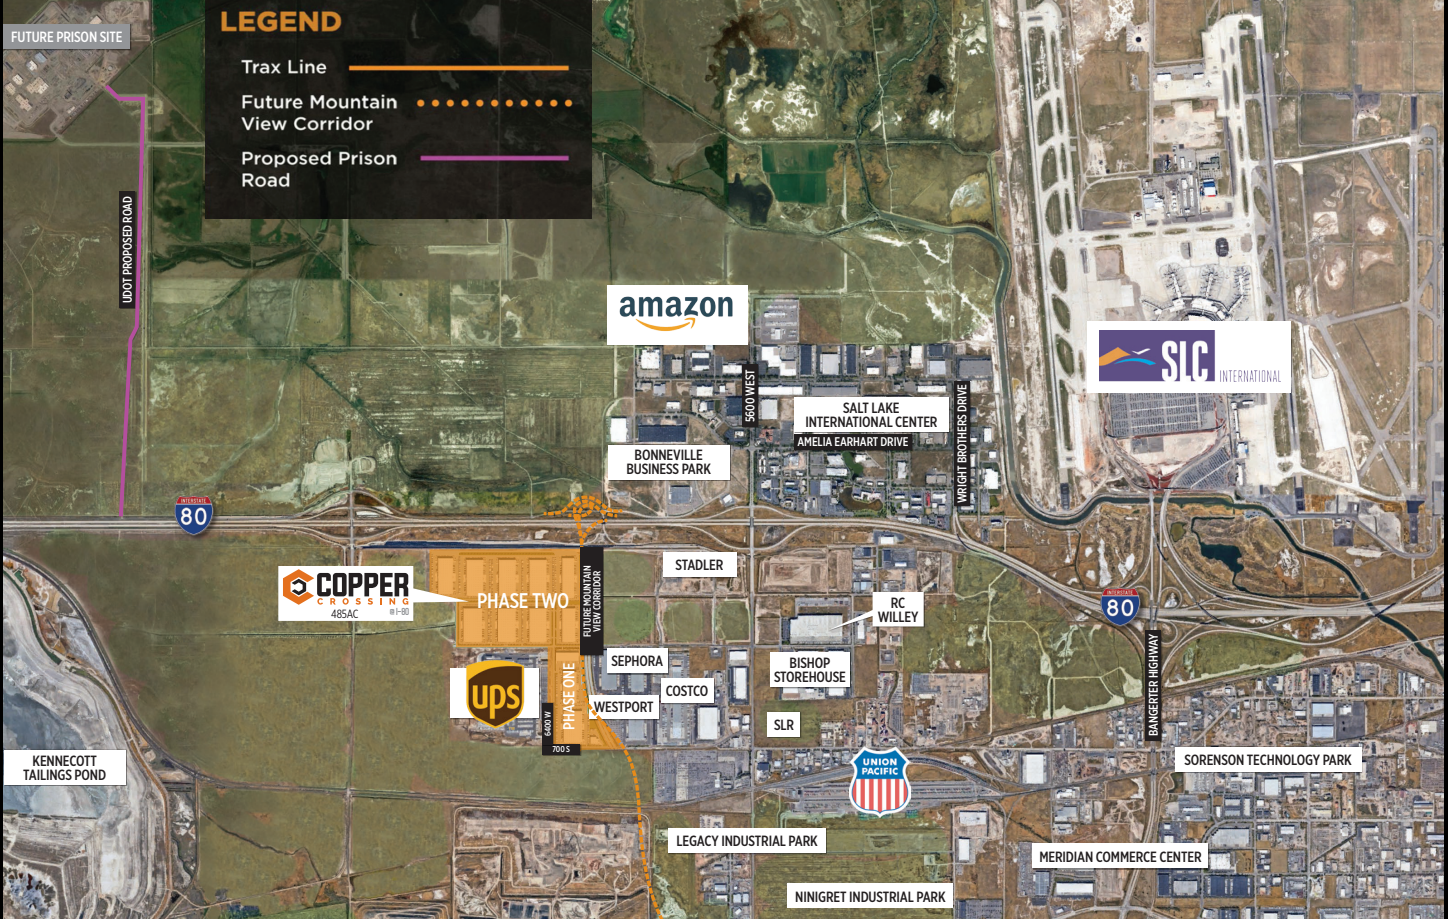 FUTURE PRISON SITE
LEGEND
Trax Line
Future Mountain
View Corridor
Proposed Prison
Road
UDOT PROPOSED ROAD
amazon
5600 WEST
SALT LAKE
INTERNATIONAL CENTER
AMELIA EARHART DRIVE
WRIGHT BROTHERS DRIVE
SLC
INTERNATIONAL
BONNEVILLE
BUSINESS PARK
INTERSTATE
80
COPPER
CROSSING
485AC
@ I-80
PHASE TWO
FUTURE MOUNTAIN
VIEW CORRIDOR
STADLER
RC
WILLEY
INTERSTATE
80
BANGERTER HIGHWAY
SEPHORA
BISHOP
STOREHOUSE
COSTCO
WESTPORT
ups
PHASE ONE
6400 W
700 S
SLR
KENNECOTT
TAILINGS POND
UNION
PACIFIC
SORENSON TECHNOLOGY PARK
LEGACY INDUSTRIAL PARK
MERIDIAN COMMERCE CENTER
NINIGRET INDUSTRIAL PARK